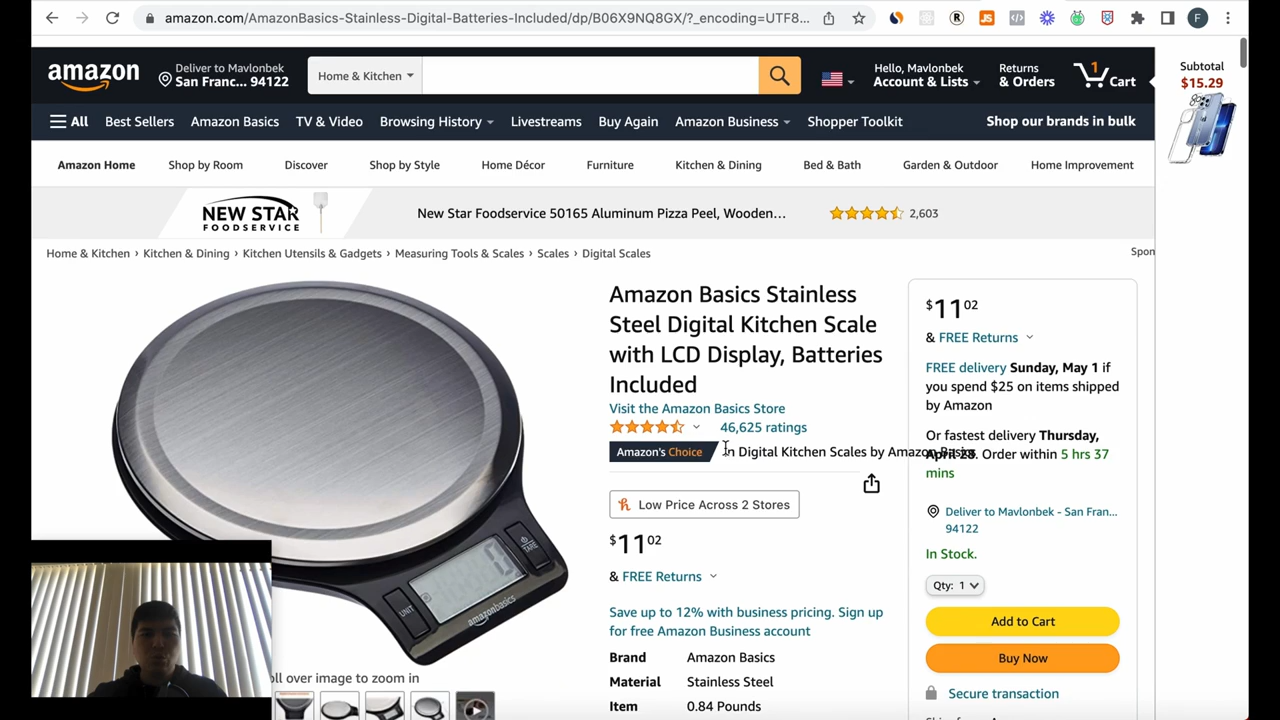 amazon.com/AmazonBasics-Stainless-Digital-Batteries-Included/dp/B06X9NQ8GX/?_encoding=UTF8...
F
amazon
Deliver to Mavlonbek
San Franc... 94122
Home & Kitchen
Hello, Mavlonbek
Account & Lists
Returns
& Orders
1
Cart
Subtotal
$15.29
All
Best Sellers
Amazon Basics
TV & Video
Browsing History
Livestreams
Buy Again
Amazon Business
Shopper Toolkit
Shop our brands in bulk
Amazon Home
Shop by Room
Discover
Shop by Style
Home Décor
Furniture
Kitchen & Dining
Bed & Bath
Garden & Outdoor
Home Improvement
NEW STAR
FOODSERVICE
New Star Foodservice 50165 Aluminum Pizza Peel, Wooden...
2,603
Home & Kitchen › Kitchen & Dining › Kitchen Utensils & Gadgets › Measuring Tools & Scales › Scales › Digital Scales
Spon
UNIT
TARE
0
amazonbasics
oll over image to zoom in
Amazon Basics Stainless
Steel Digital Kitchen Scale
with LCD Display, Batteries
Included
Visit the Amazon Basics Store
46,625 ratings
Amazon's Choice in Digital Kitchen Scales by Amazon Basics
Low Price Across 2 Stores
$11 02
& FREE Returns
Save up to 12% with business pricing. Sign up
for free Amazon Business account
Brand Amazon Basics
Material Stainless Steel
Item 0.84 Pounds
$11 02
& FREE Returns
FREE delivery Sunday, May 1 if
you spend $25 on items shipped
by Amazon
Or fastest delivery Thursday,
April 28. Order within 5 hrs 37
mins
Deliver to Mavlonbek - San Fran...
94122
In Stock.
Qty: 1
Add to Cart
Buy Now
Secure transaction